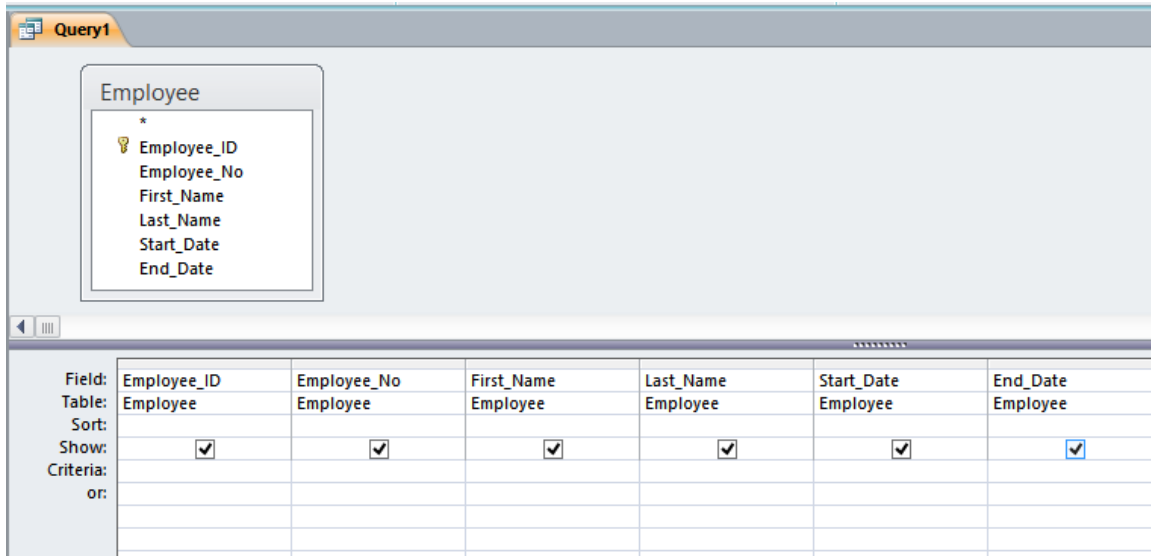 Query1
Employee
*
Employee_ID
Employee_No
First_Name
Last_Name
Start_Date
End_Date
Field: Employee_ID Employee_No First_Name Last_Name Start_Date End_Date
Table: Employee Employee Employee Employee Employee Employee
Sort:
Show:
Criteria:
or: